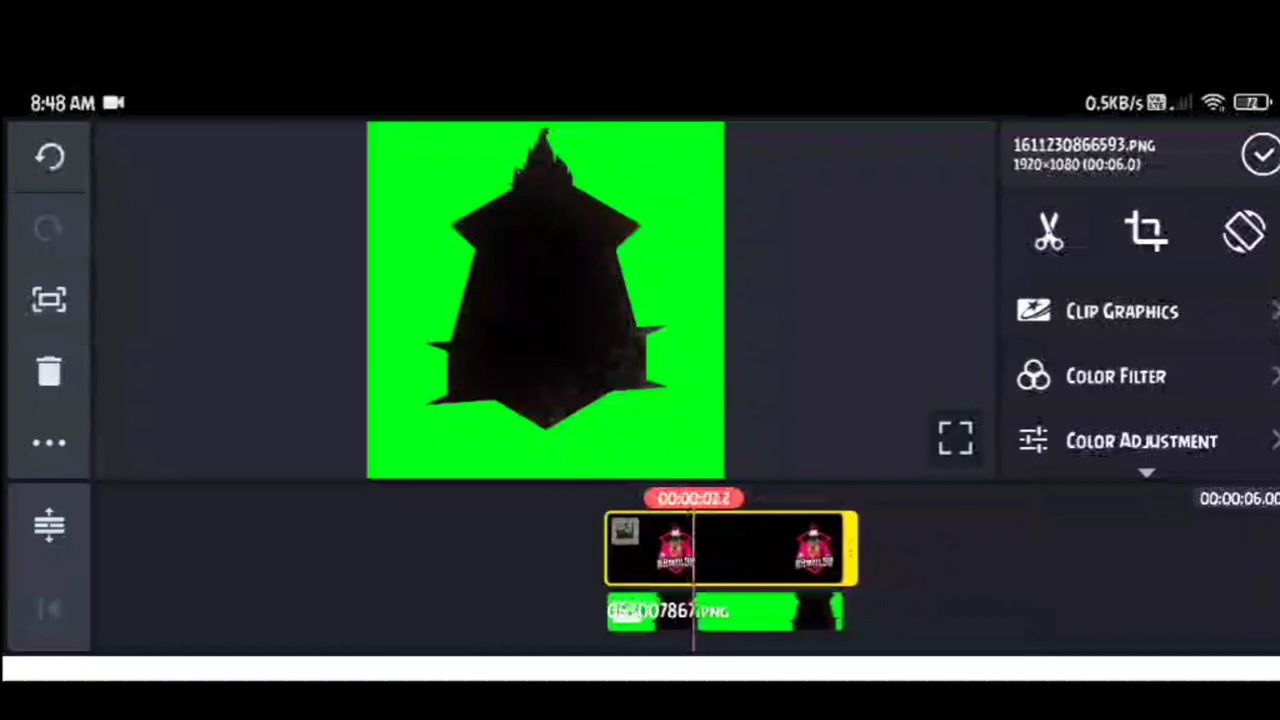 8:48 AM
0.5KB/s
72
1611230866593.PNG
1920×1080 (00:06.0)
CLIP GRAPHICS
COLOR FILTER
COLOR ADJUSTMENT
00:00:06.00